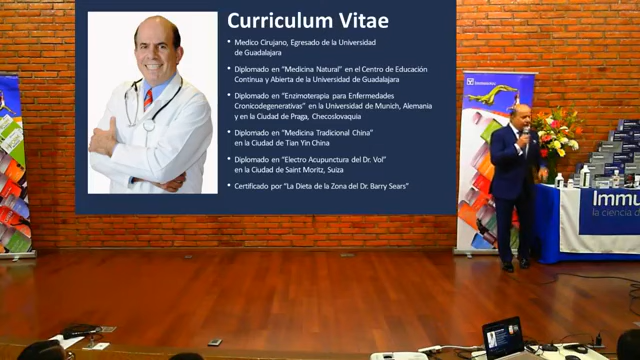 Curriculum Vitae
• Medico Cirujano, Egresado de la Universidad
de Guadalajara
• Diplomado en "Medicina Natural" en el Centro de Educación
Continua y Abierta de la Universidad de Guadalajara
• Diplomado en "Enzimoterapia para Enfermedades
Cronicodegenerativas" en la Universidad de Munich, Alemania
y en la Ciudad de Praga, Checoslovaquia
• Diplomado en "Medicina Tradicional China"
en la Ciudad de Tian Yin China
• Diplomado en "Electro Acupunctura del Dr. Vol"
en la Ciudad de Saint Moritz, Suiza
• Certificado por "La Dieta de la Zona del Dr. Barry Sears"
Immu
la ciencia d